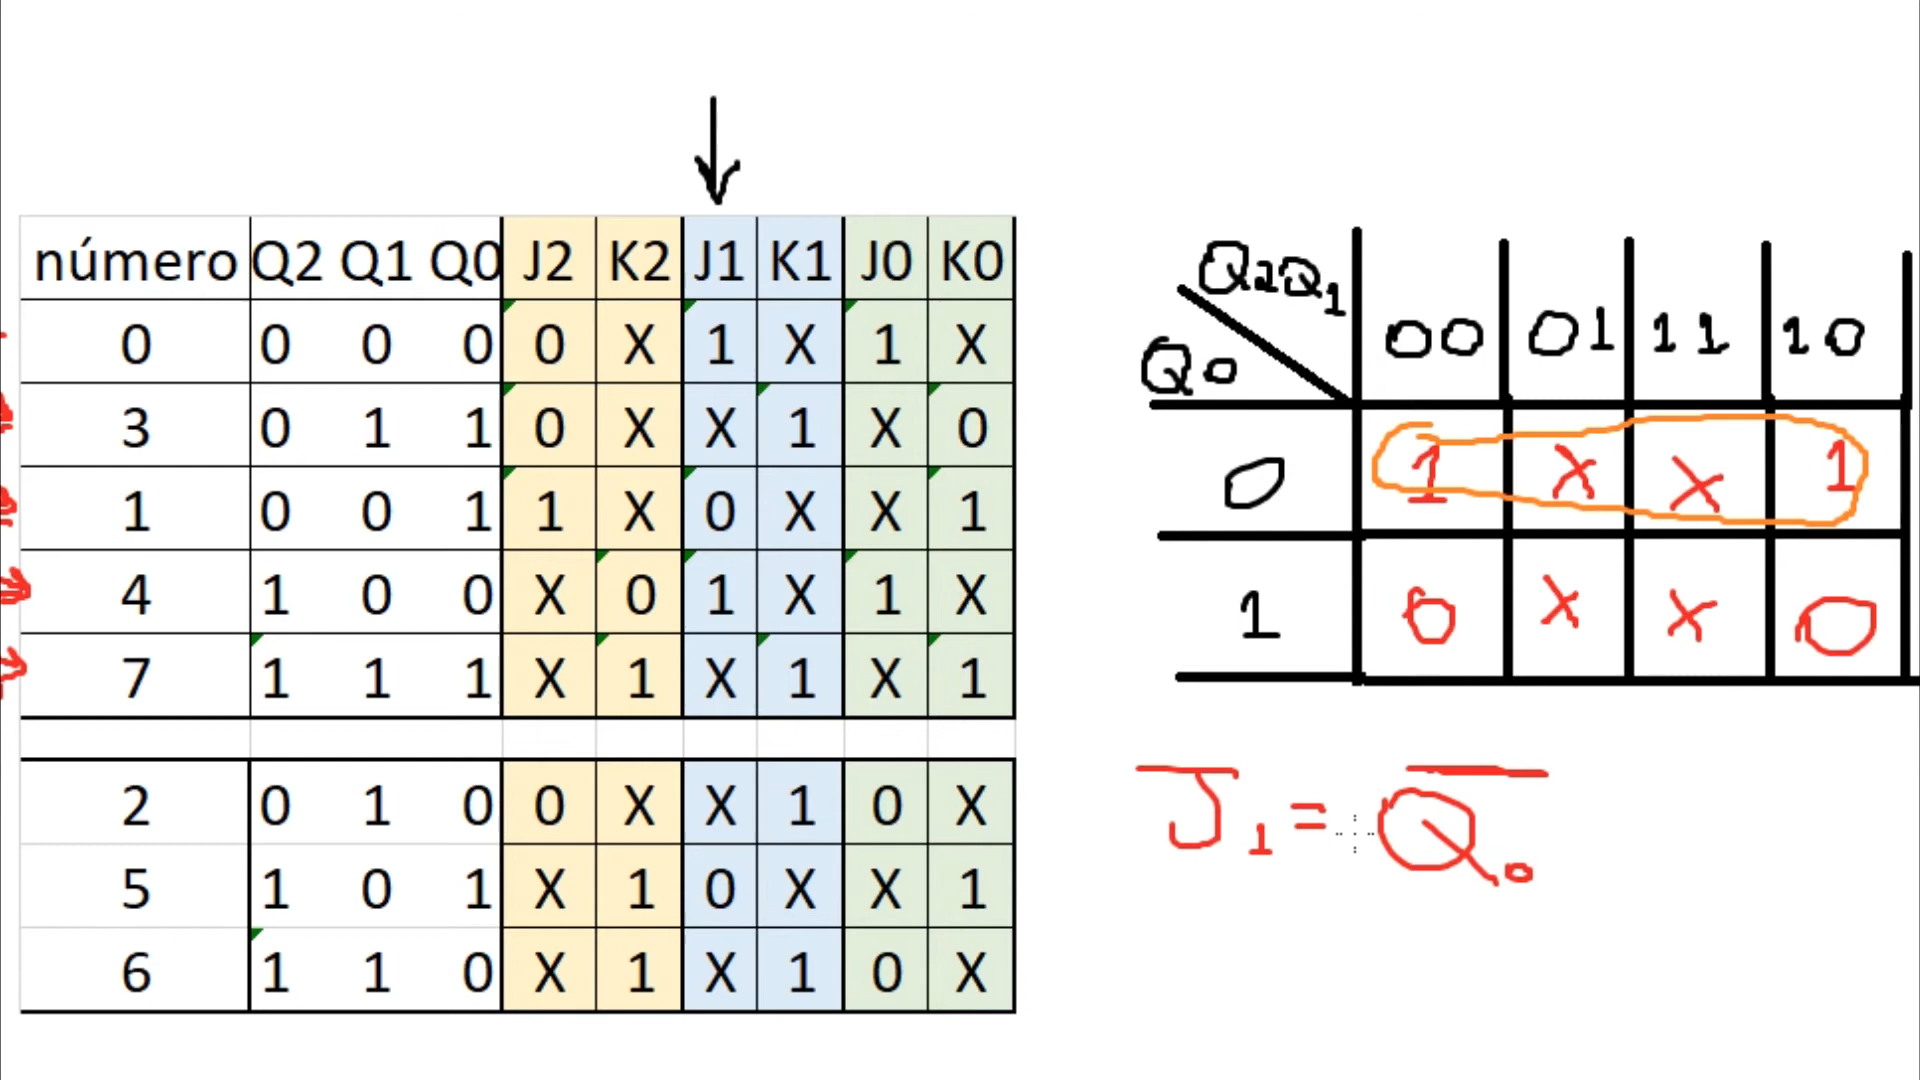 número Q2 Q1 Q0 J2 K2 J1 K1 J0 K0
0 0 0 0 0 X 1 X 1 X
3 0 1 1 0 X X 1 X 0
1 0 0 1 1 X 0 X X 1
4 1 0 0 X 0 1 X 1 X
7 1 1 1 X 1 X 1 X 1
2 0 1 0 0 X X 1 0 X
5 1 0 1 X 1 0 X X 1
6 1 1 0 X 1 X 1 0 X
Q2Q1
Q0 00 01 11 10
0 1 X X 1
1 0 X X 0
J̅1 = Q̅0